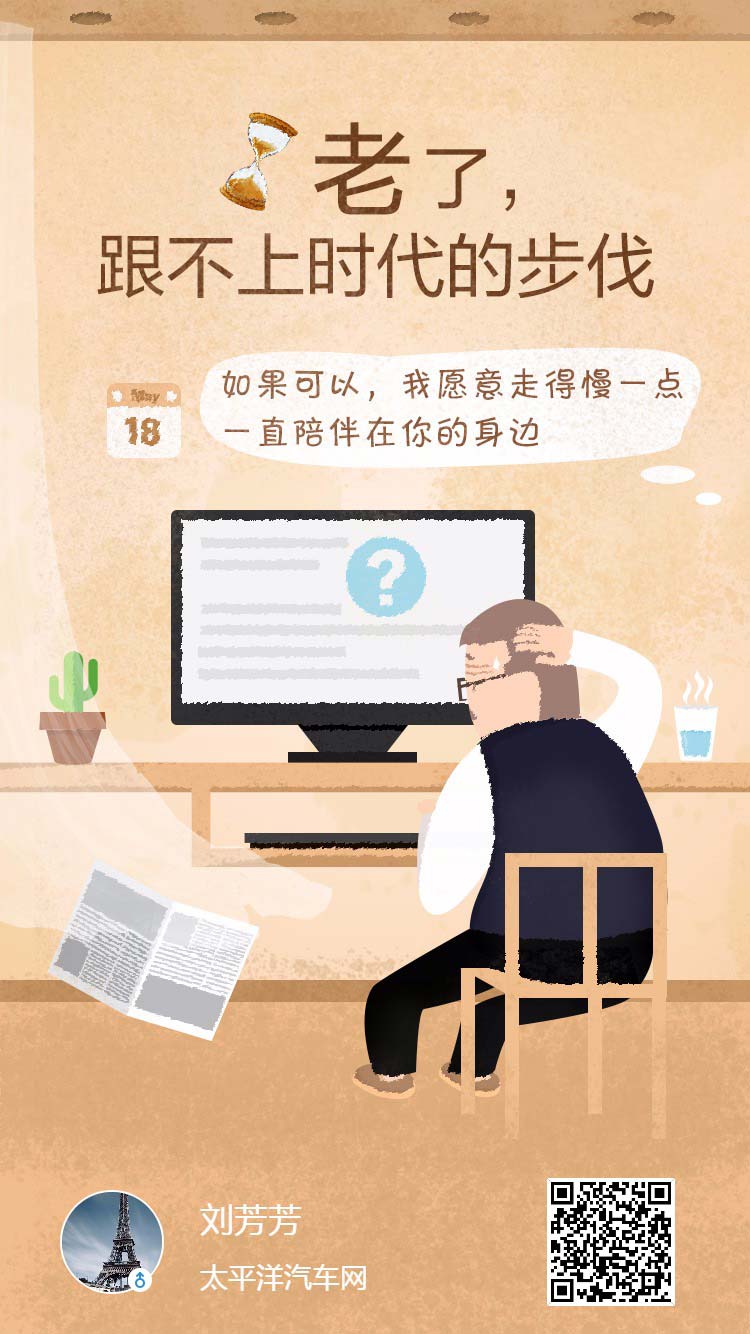 老了，
跟不上时代的步伐
May
18
如果可以，我愿意走得慢一点
一直陪伴在你的身边
?
刘芳芳
太平洋汽车网